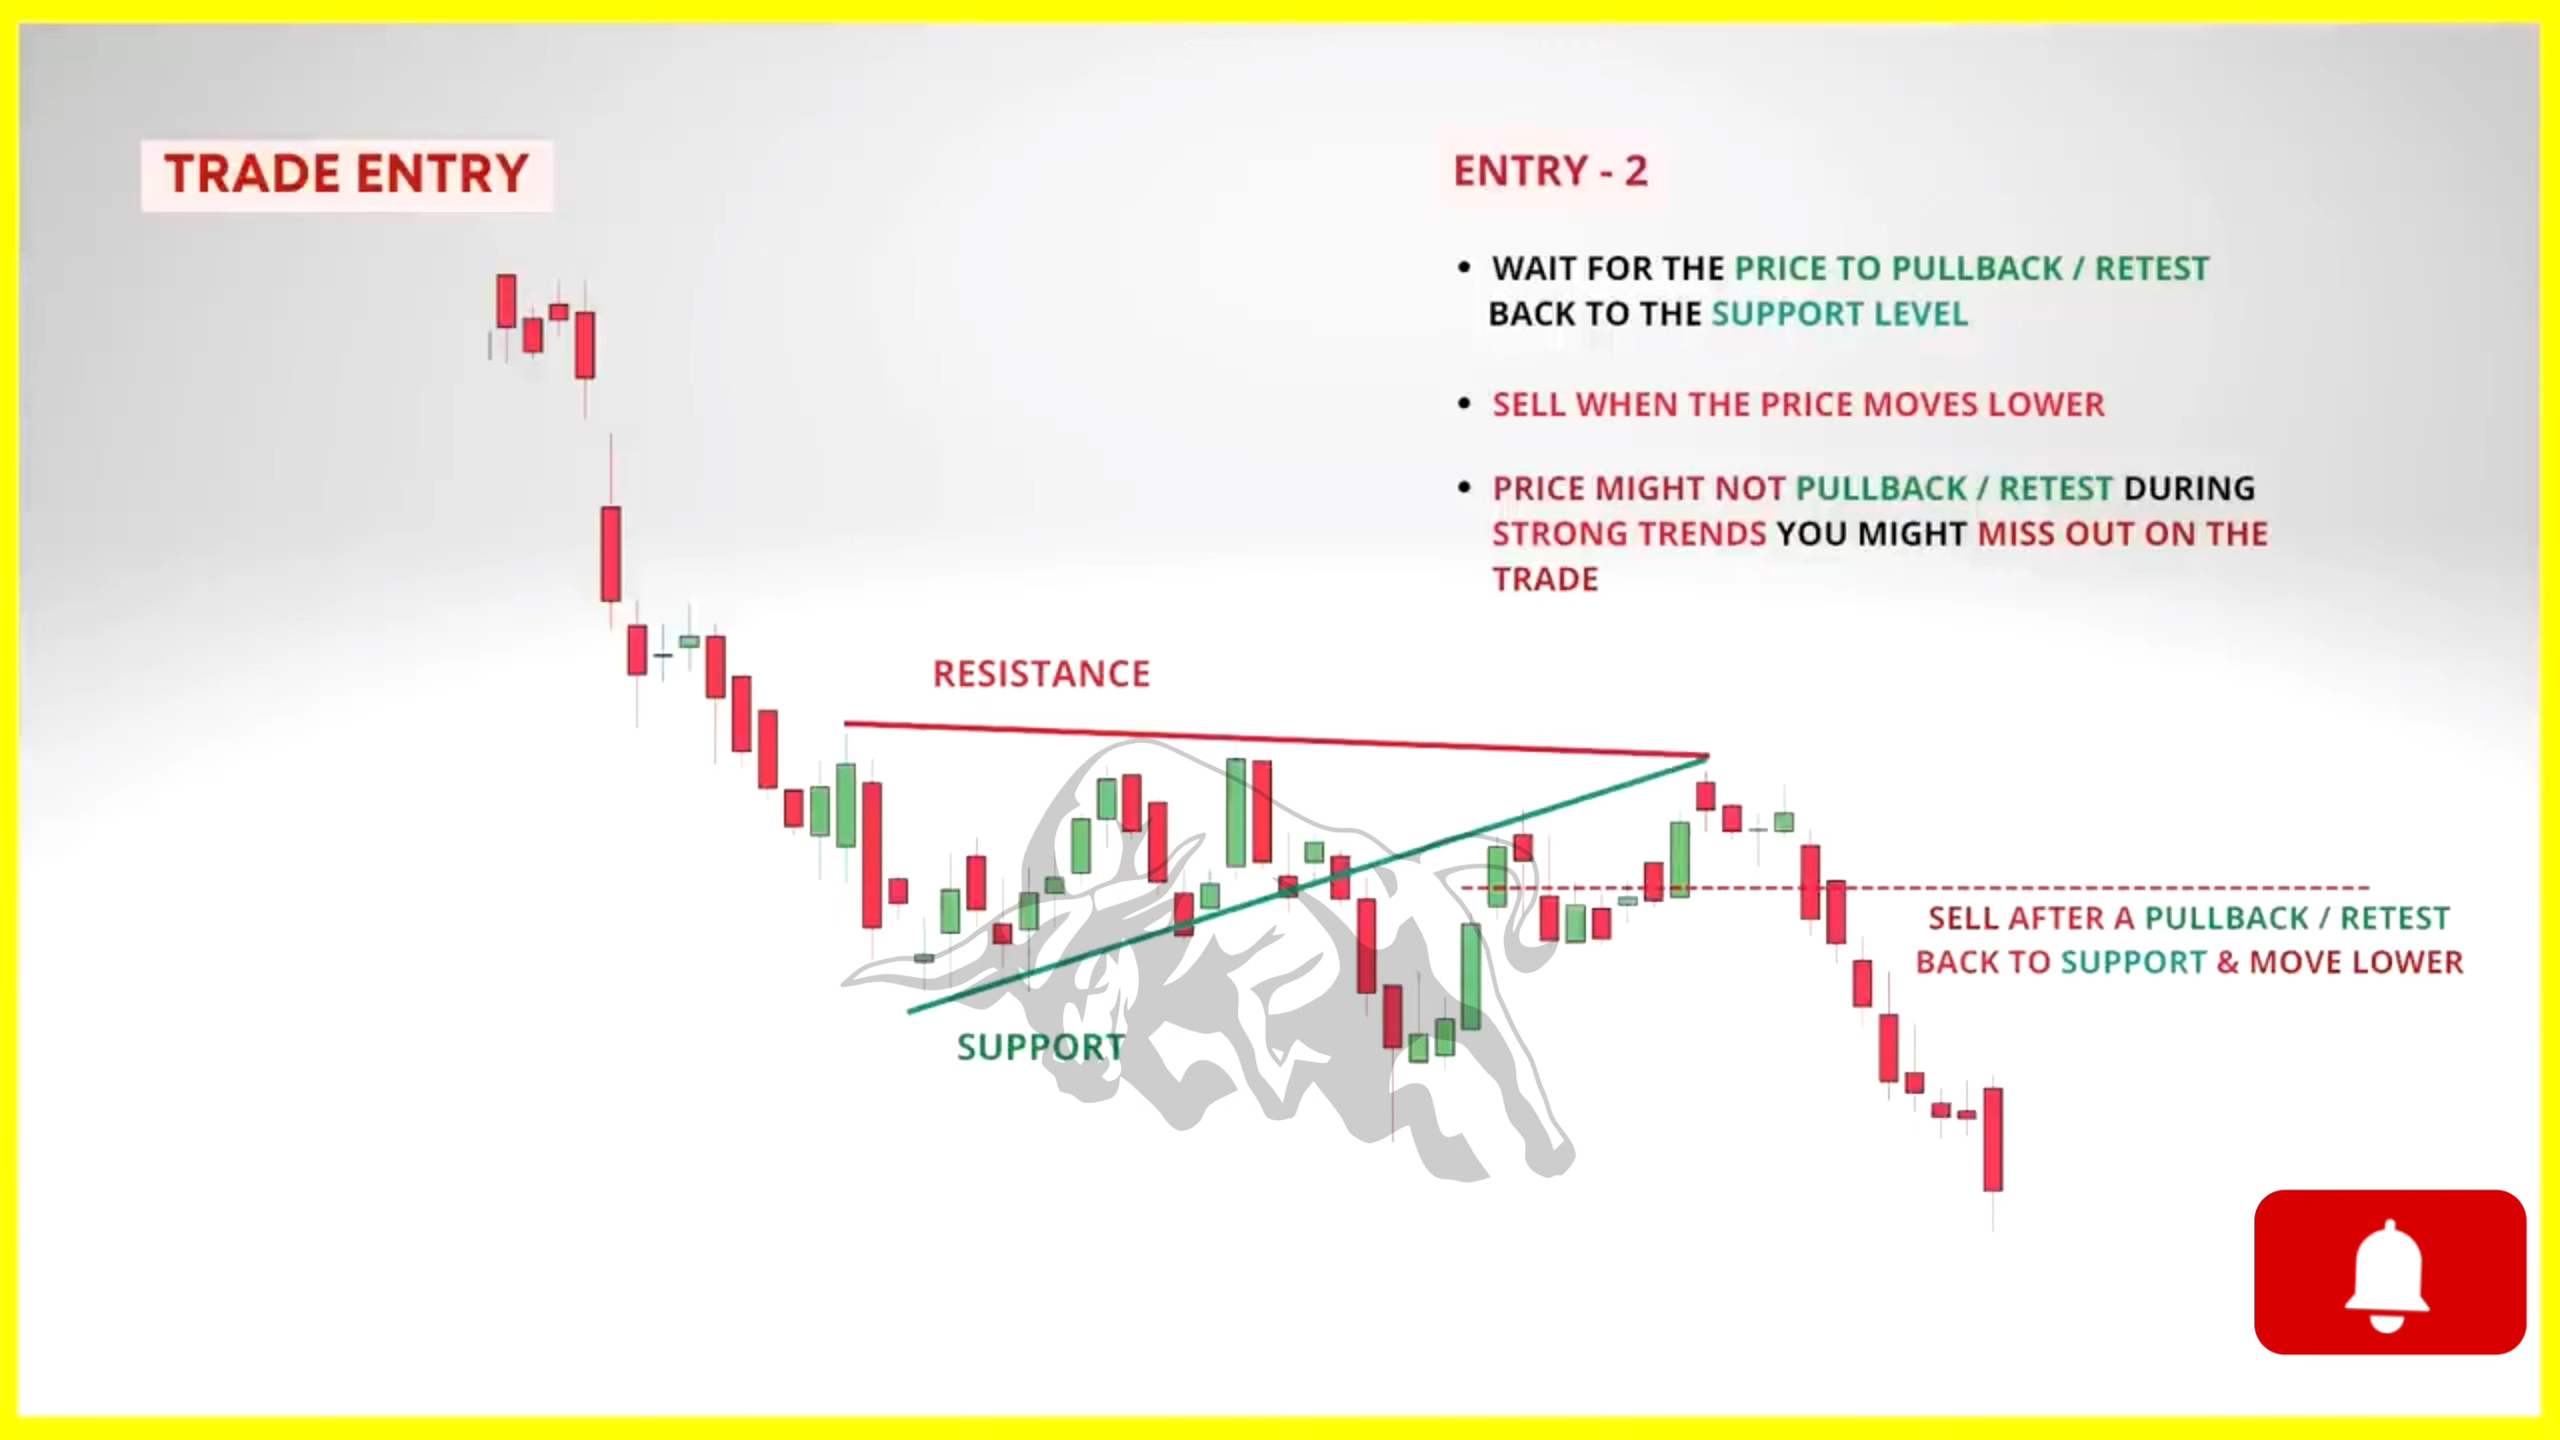 TRADE ENTRY
ENTRY - 2
• WAIT FOR THE PRICE TO PULLBACK / RETEST
BACK TO THE SUPPORT LEVEL
• SELL WHEN THE PRICE MOVES LOWER
• PRICE MIGHT NOT PULLBACK / RETEST DURING
STRONG TRENDS YOU MIGHT MISS OUT ON THE
TRADE
RESISTANCE
SELL AFTER A PULLBACK / RETEST
BACK TO SUPPORT & MOVE LOWER
SUPPORT